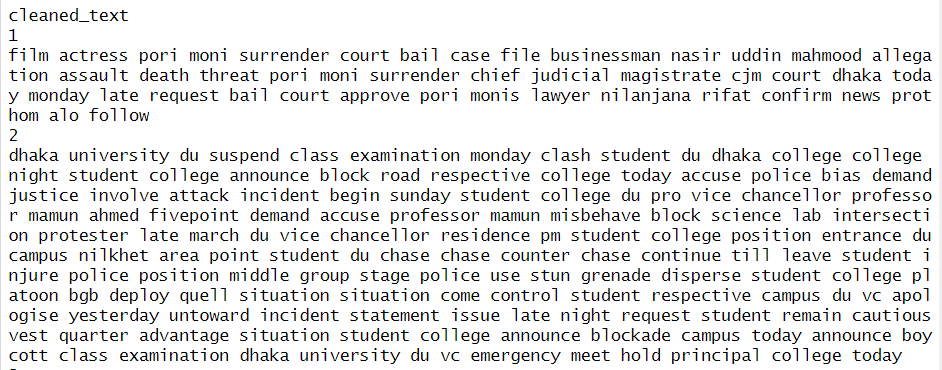 cleaned_text
1
film actress pori moni surrender court bail case file businessman nasir uddin mahmood allega
tion assault death threat pori moni surrender chief judicial magistrate cjm court dhaka toda
y monday late request bail court approve pori monis lawyer nilanjana rifat confirm news prot
hom alo follow
2
dhaka university du suspend class examination monday clash student du dhaka college college
night student college announce block road respective college today accuse police bias demand
justice involve attack incident begin sunday student college du pro vice chancellor professo
r mamun ahmed fivepoint demand accuse professor mamun misbehave block science lab intersecti
on protester late march du vice chancellor residence pm student college position entrance du
campus nilkhet area point student du chase chase counter chase continue till leave student i
njure police position middle group stage police use stun grenade disperse student college pl
atoon bgb deploy quell situation situation come control student respective campus du vc apol
ogise yesterday untoward incident statement issue late night request student remain cautious
vest quarter advantage situation student college announce blockade campus today announce boy
cott class examination dhaka university du vc emergency meet hold principal college today